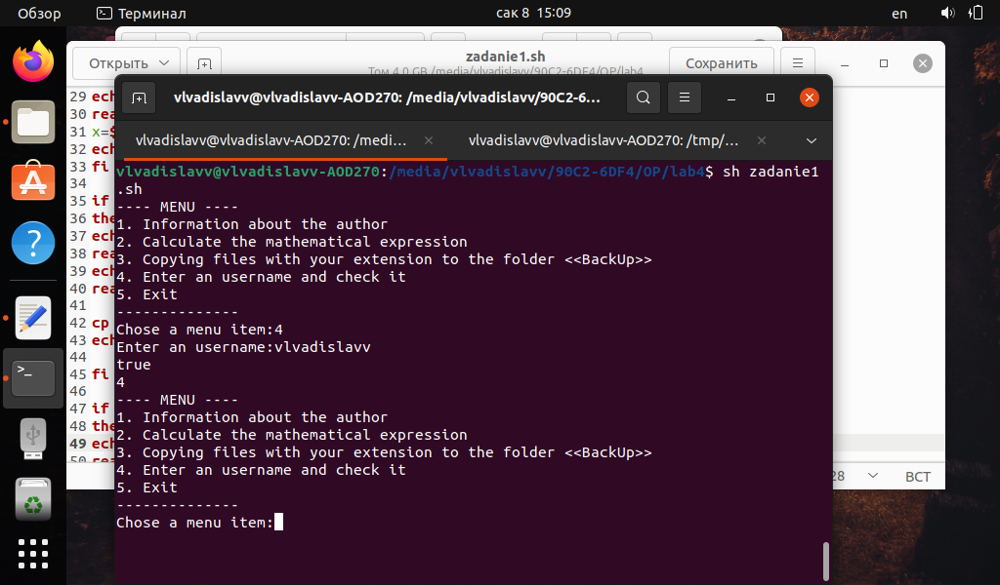 Обзор
Терминал
сак 8 15:09
en
Открыть
zadanie1.sh
Том 4,0 GB /media/vlvadislavv/90C2-6DF4/OP/lab4
Сохранить
29 ech
30 rea
31 x=$
32 ech
33 fi
34
35 if
36 the
37 ech
38 rea
39 ech
40 rea
41
42 cp
43 ech
44
45 fi
46
47 if
48 the
49 ech
50 rea
28
ВСТ
vlvadislavv@vlvadislavv-AOD270: /media/vlvadislavv/90C2-6...
vlvadislavv@vlvadislavv-AOD270: /medi...
vlvadislavv@vlvadislavv-AOD270: /tmp/...
vlvadislavv@vlvadislavv-AOD270:/media/vlvadislavv/90C2-6DF4/OP/lab4$ sh zadanie1
.sh
---- MENU ----
1. Information about the author
2. Calculate the mathematical expression
3. Copying files with your extension to the folder <<BackUp>>
4. Enter an username and check it
5. Exit
--------------
Chose a menu item:4
Enter an username:vlvadislavv
true
4
---- MENU ----
1. Information about the author
2. Calculate the mathematical expression
3. Copying files with your extension to the folder <<BackUp>>
4. Enter an username and check it
5. Exit
--------------
Chose a menu item: